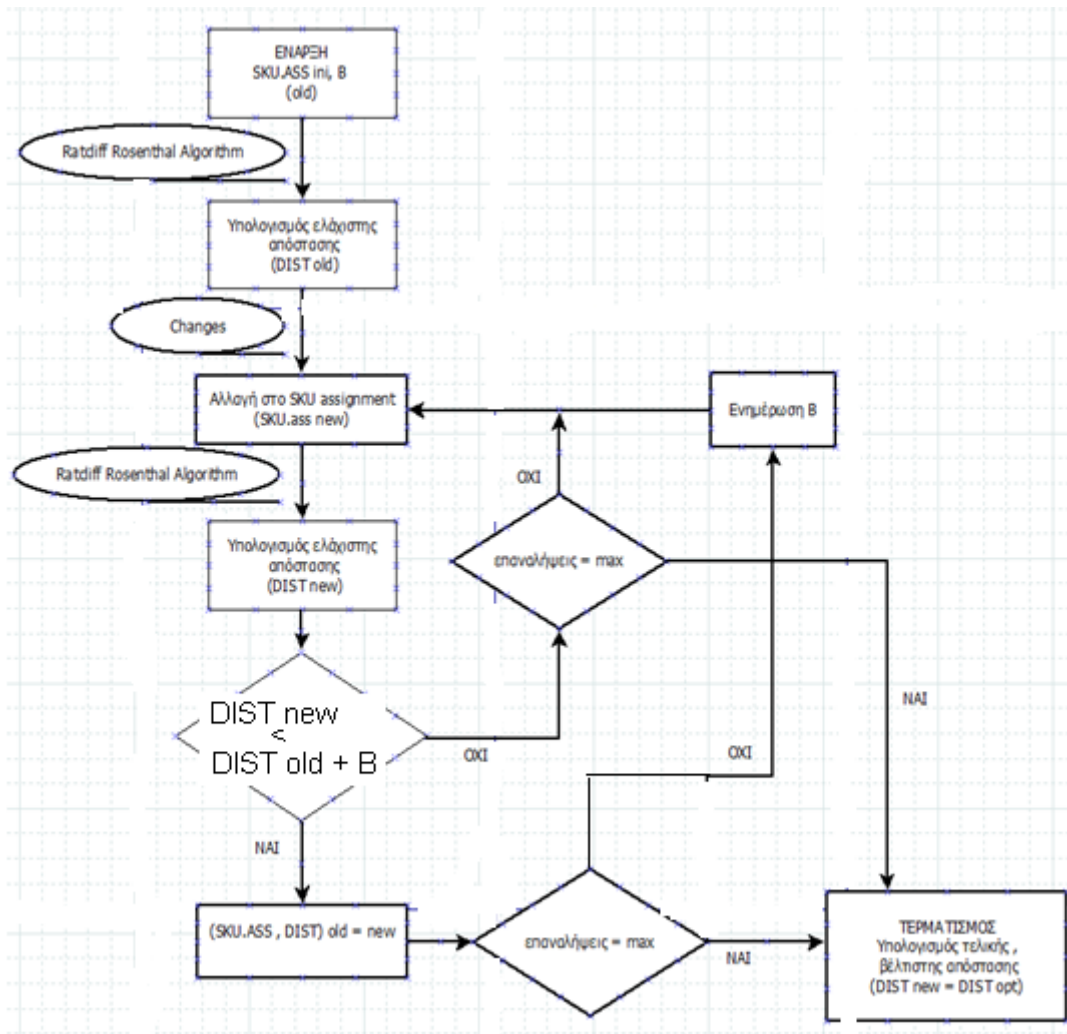 ΕΝΑΡΞΗ
SKU.ASS ini, B
(old)
Ratdiff Rosenthal Algorithm
Υπολογισμός ελάχιστης
απόστασης
(DIST old)
Changes
Αλλαγή στο SKU assignment
(SKU.ass new)
Ενημέρωση Β
Ratdiff Rosenthal Algorithm
ΟΧΙ
Υπολογισμός ελάχιστης
απόστασης
(DIST new)
επαναλήψεις = max
ΝΑΙ
DIST new
<
DIST old + B
ΟΧΙ
ΟΧΙ
ΝΑΙ
(SKU.ASS , DIST) old = new
επαναλήψεις = max
ΝΑΙ
ΤΕΡΜΑΤΙΣΜΟΣ
Υπολογισμός τελικής ,
βέλτιστης απόστασης
(DIST new = DIST opt)